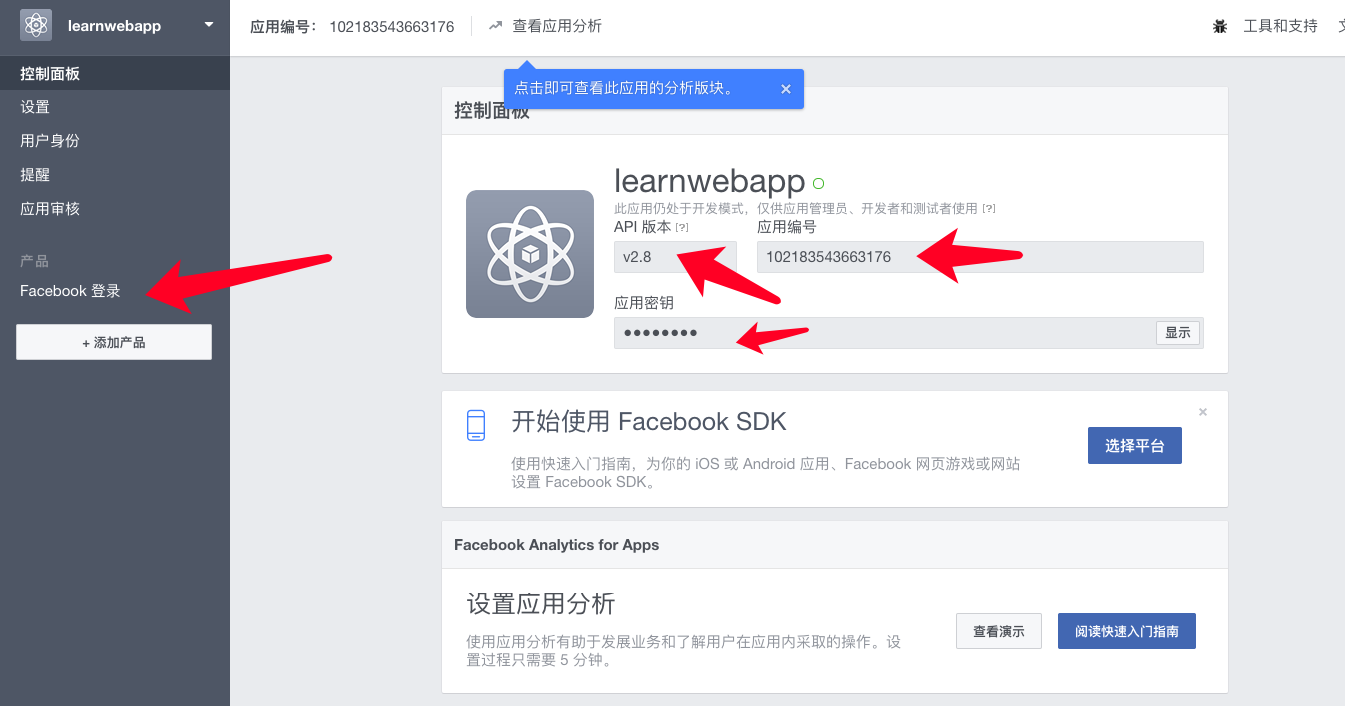 learnwebapp
应用编号： 102183543663176
查看应用分析
工具和支持
控制面板
设置
用户身份
提醒
应用审核
产品
Facebook 登录
+ 添加产品
点击即可查看此应用的分析版块。 ×
控制面板
learnwebapp
此应用仍处于开发模式，仅供应用管理员、开发者和测试者使用 [?]
API 版本 [?] 应用编号
v2.8 102183543663176
应用密钥
●●●●●●●● 显示
开始使用 Facebook SDK ×
使用快速入门指南，为你的 iOS 或 Android 应用、Facebook 网页游戏或网站
设置 Facebook SDK。
选择平台
Facebook Analytics for Apps
设置应用分析
使用应用分析有助于发展业务和了解用户在应用内采取的操作。设
置过程只需要 5 分钟。
查看演示 阅读快速入门指南